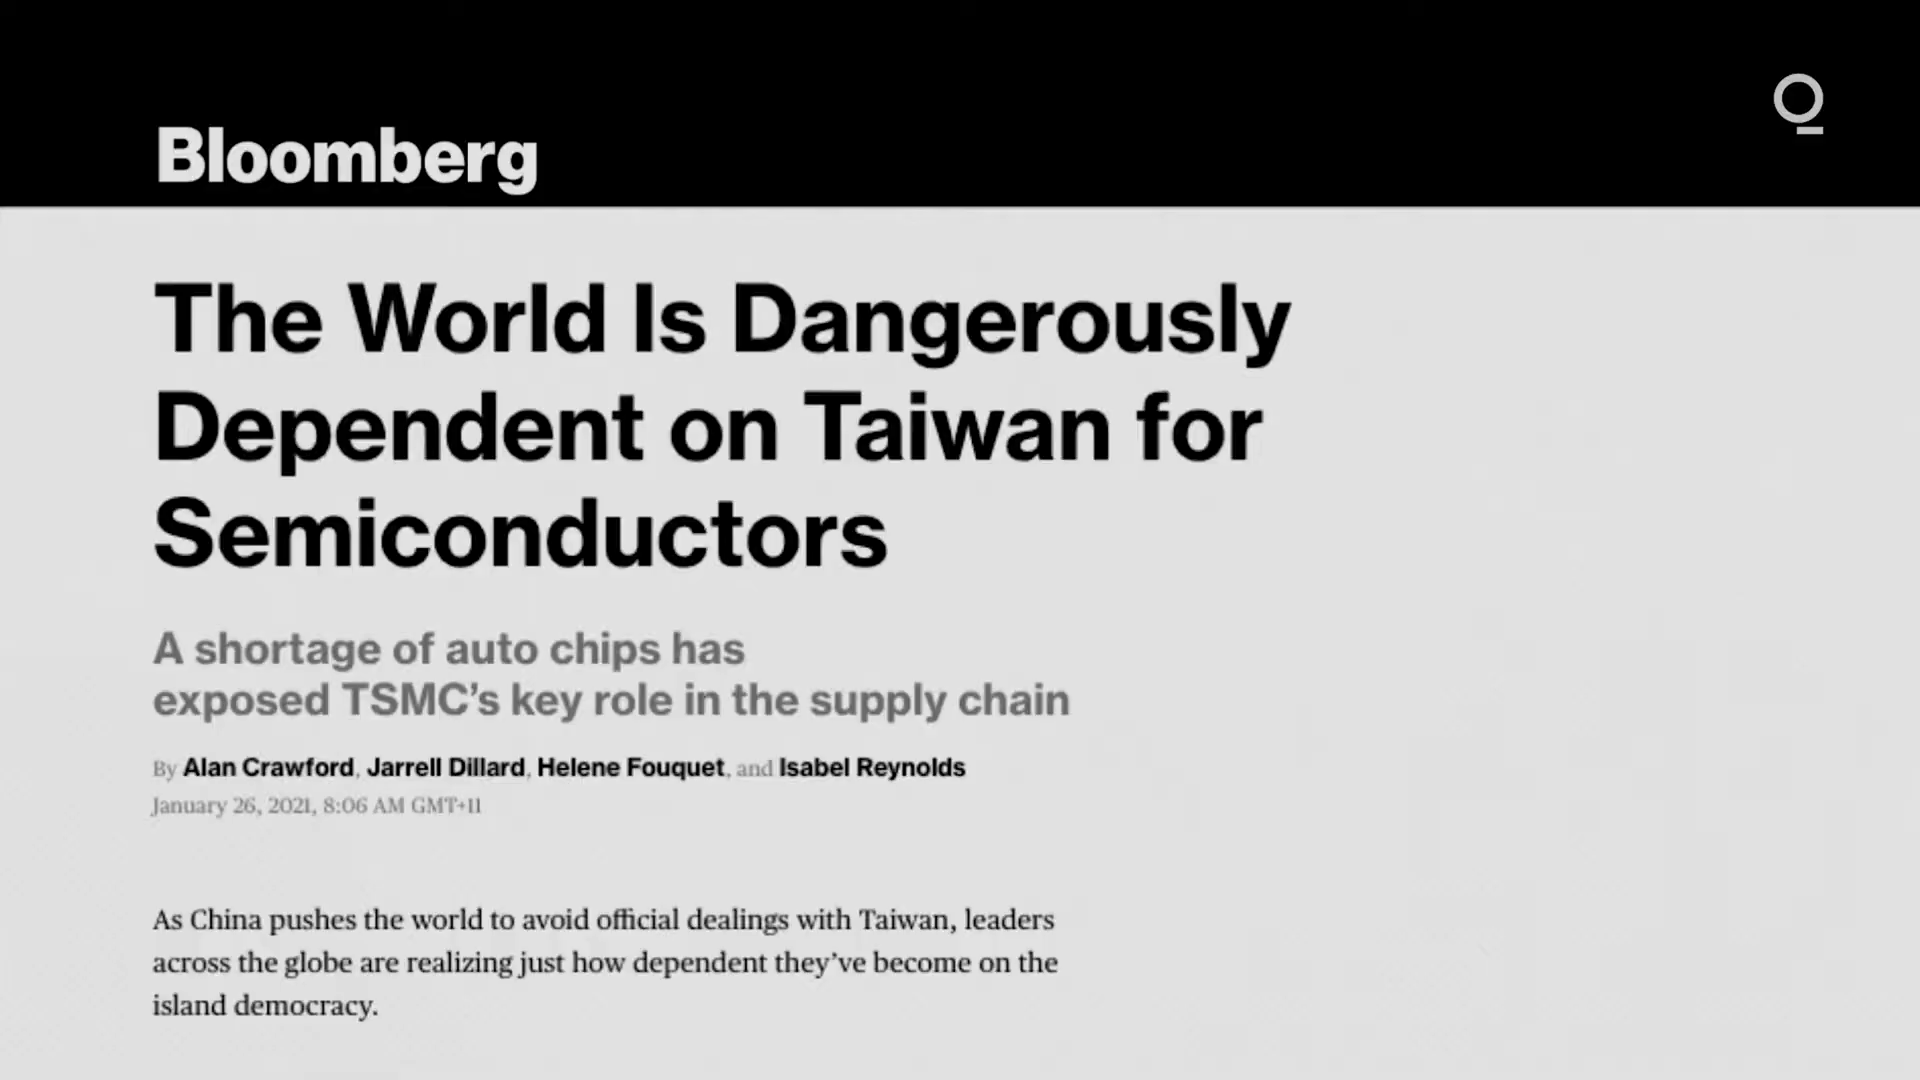 Bloomberg
The World Is Dangerously
Dependent on Taiwan for
Semiconductors
A shortage of auto chips has
exposed TSMC’s key role in the supply chain
By Alan Crawford, Jarrell Dillard, Helene Fouquet, and Isabel Reynolds
January 26, 2021, 8:06 AM GMT+11
As China pushes the world to avoid official dealings with Taiwan, leaders
across the globe are realizing just how dependent they’ve become on the
island democracy.